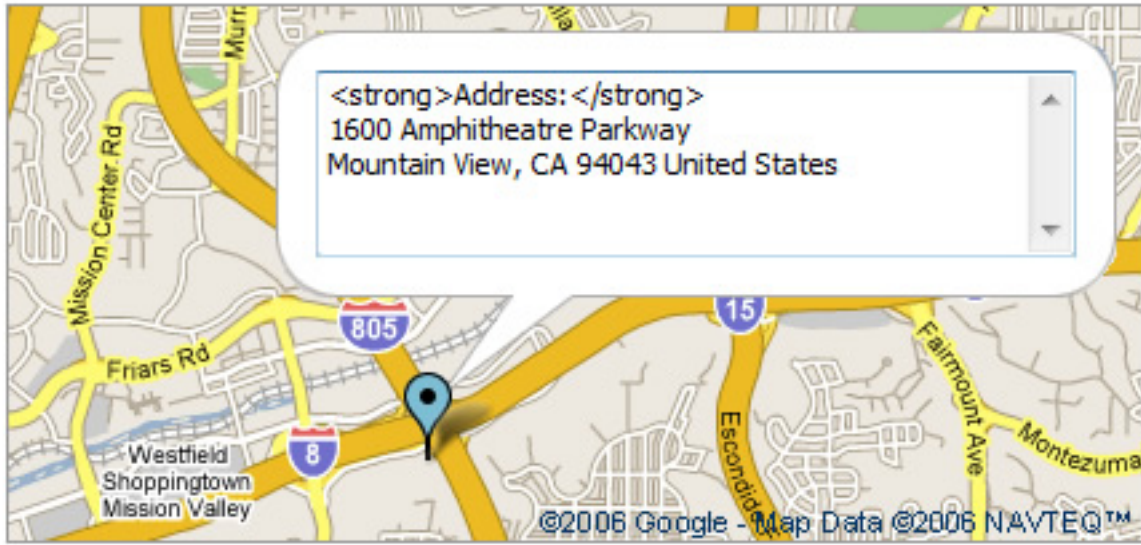 Murr
<strong>Address:</strong>
1600 Amphitheatre Parkway
Mountain View, CA 94043 United States
Mission Center Rd
805
15
Friars Rd
Fairmount Ave
8
Westfield
Shoppingtown
Mission Valley
Escondido
Montezuma
©2006 Google - Map Data ©2006 NAVTEQ™